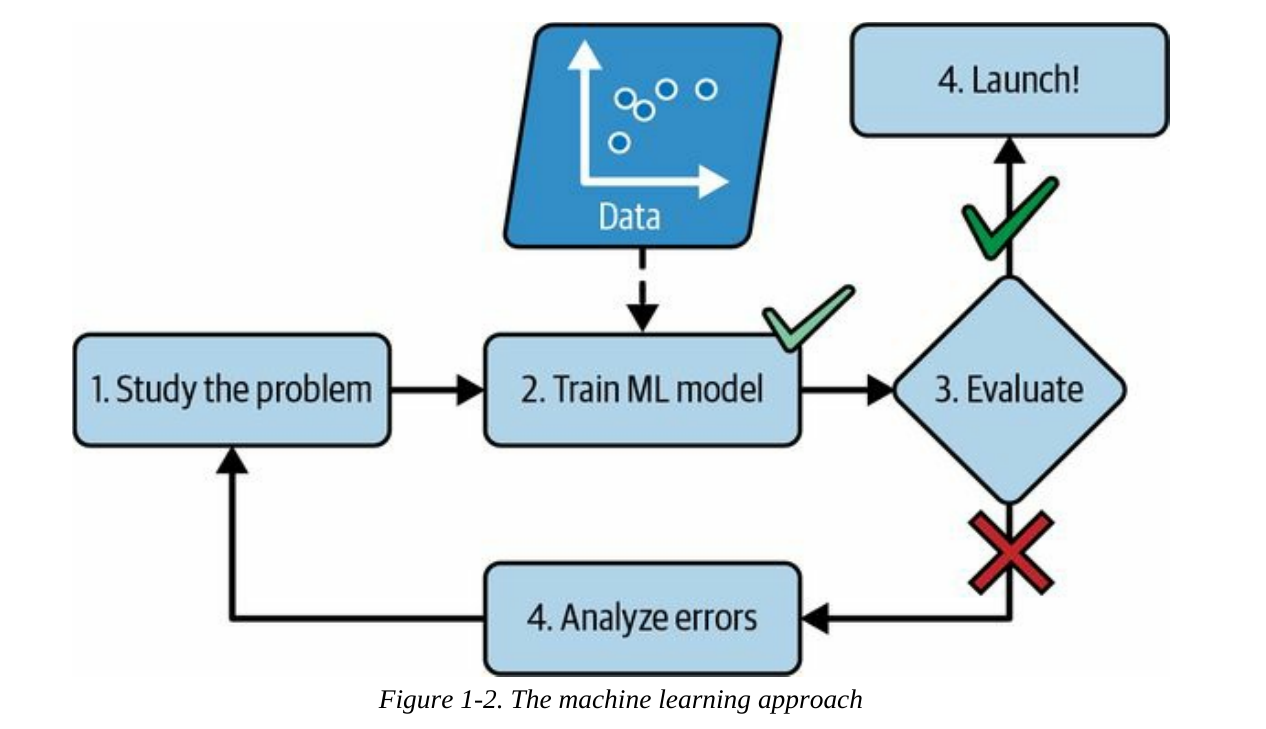 4. Launch!
Data
1. Study the problem
2. Train ML model
3. Evaluate
4. Analyze errors
Figure 1-2. The machine learning approach